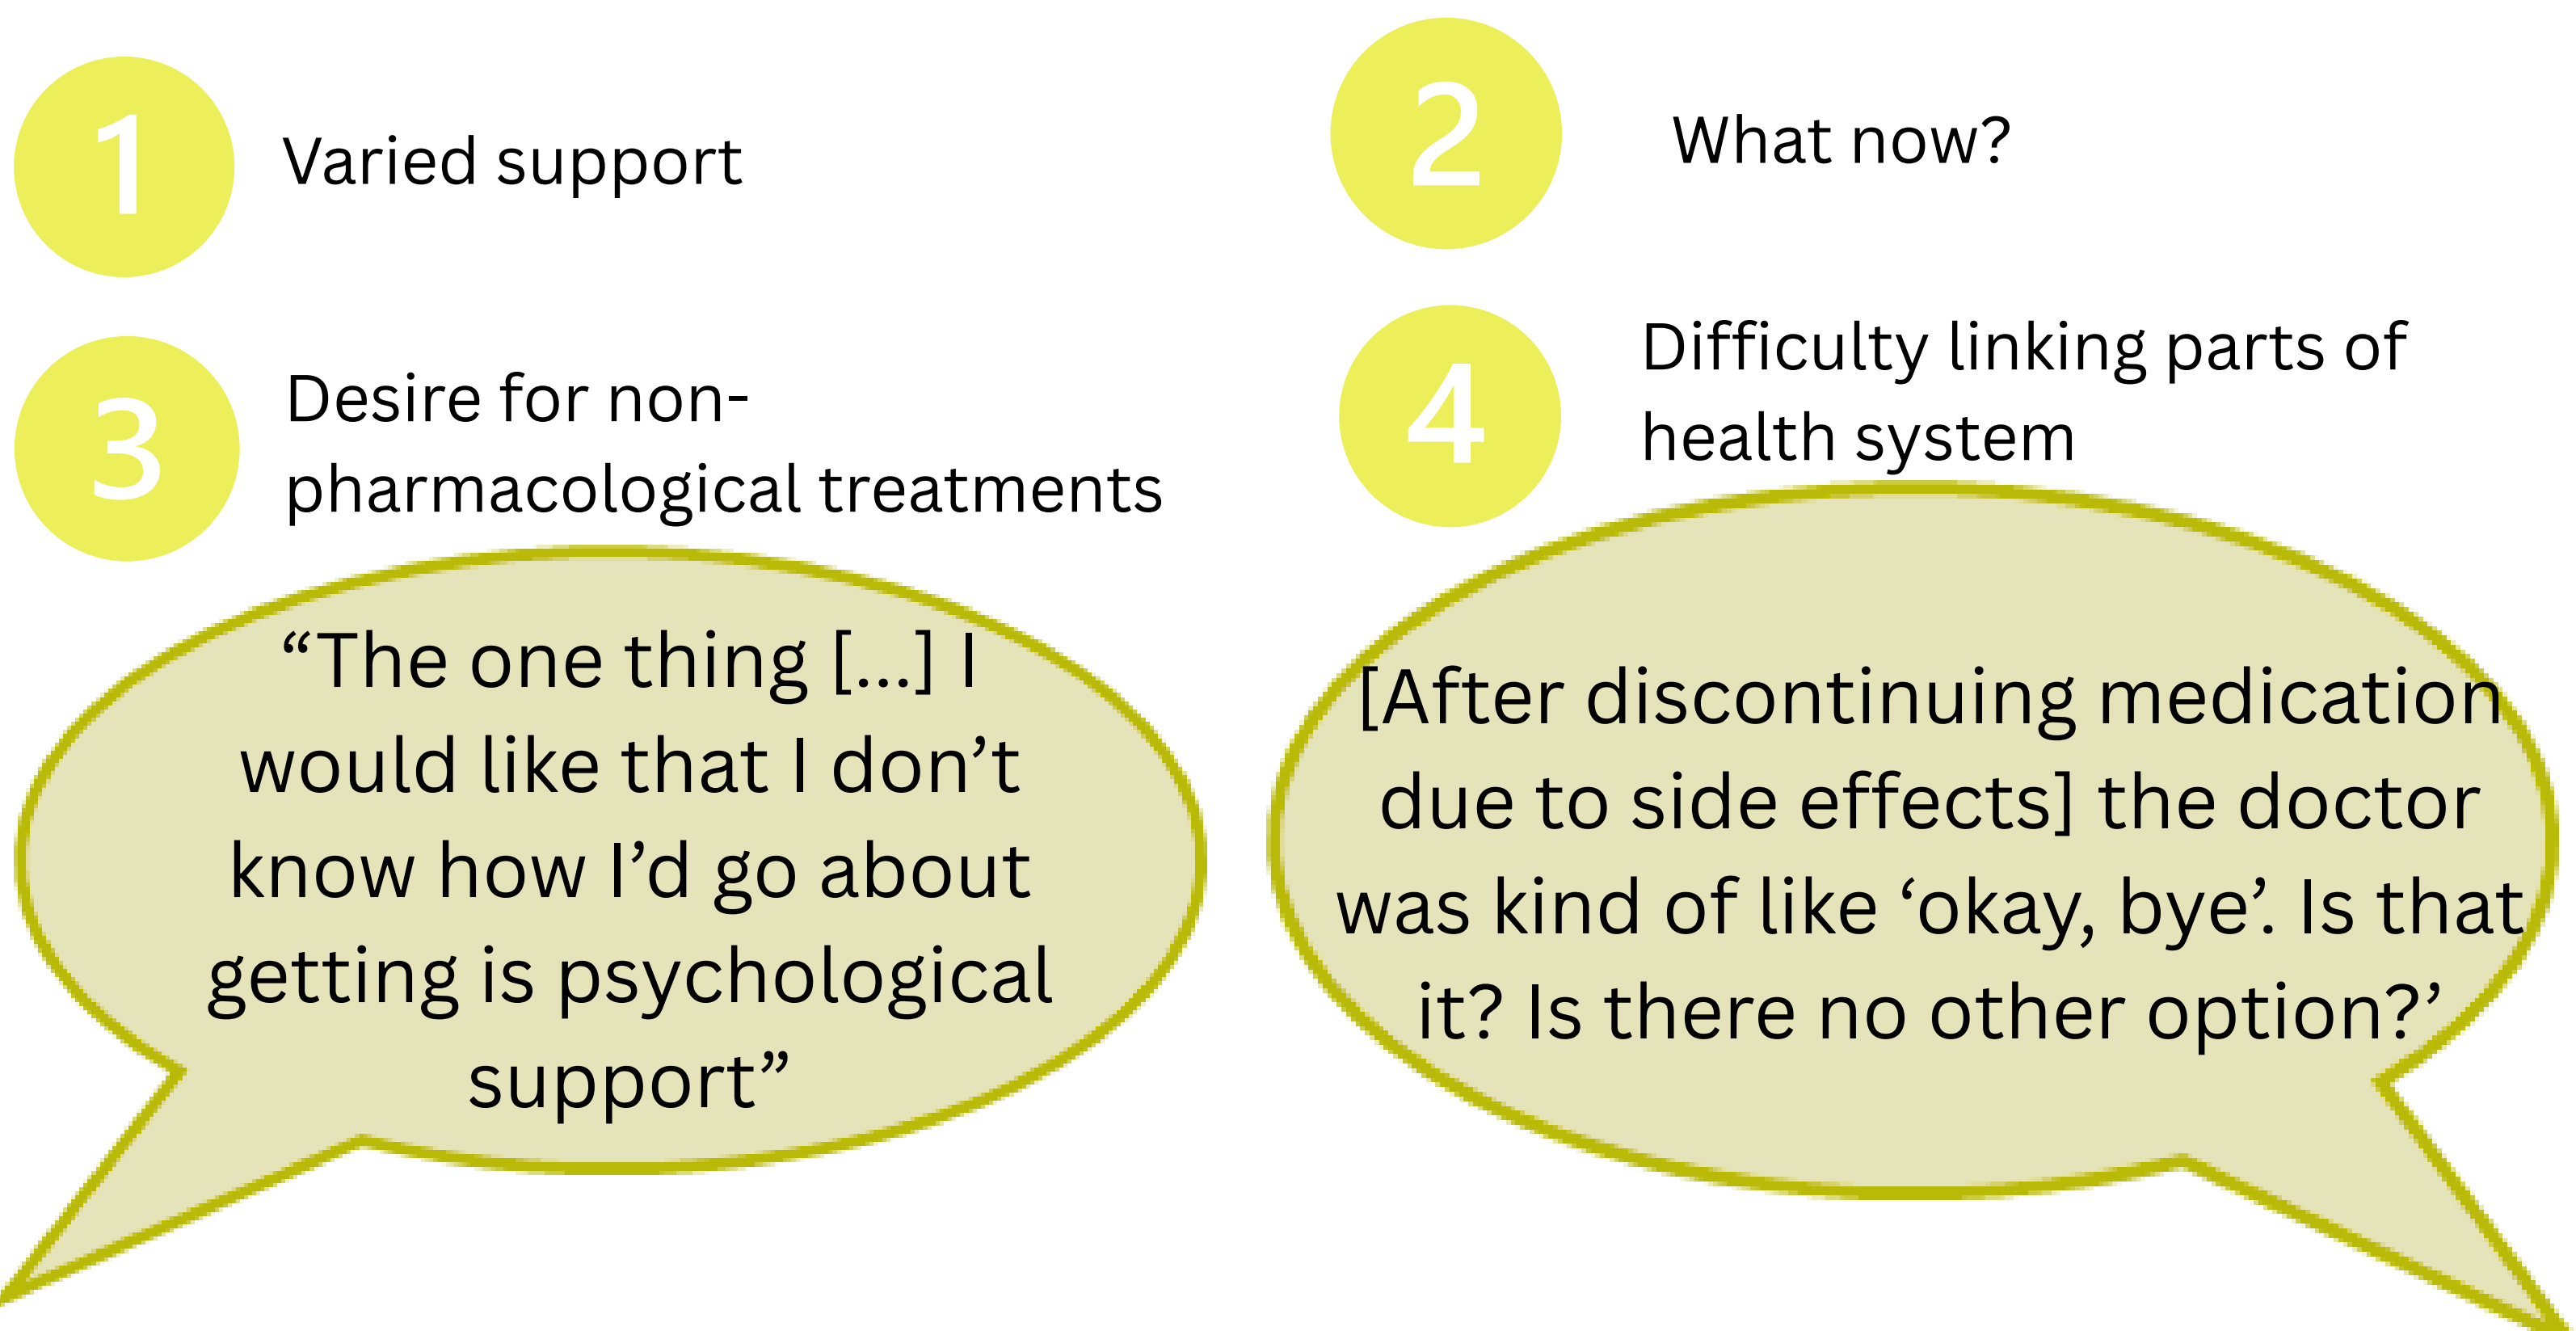 1
Varied support
2
What now?
3
Desire for non-
pharmacological treatments
4
Difficulty linking parts of
health system
“The one thing [...] I
would like that I don’t
know how I’d go about
getting is psychological
support”
[After discontinuing medication
due to side effects] the doctor
was kind of like ‘okay, bye’. Is that
it? Is there no other option?’